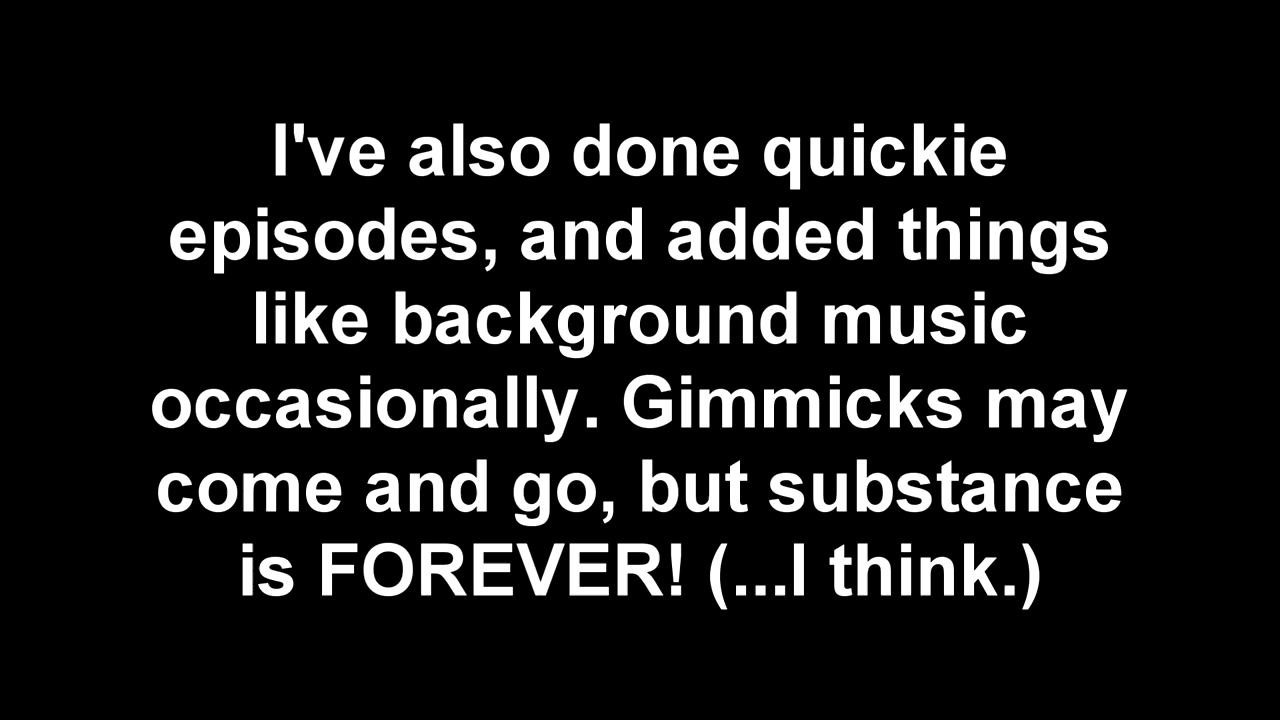 I've also done quickie
episodes, and added things
like background music
occasionally. Gimmicks may
come and go, but substance
is FOREVER! (...I think.)